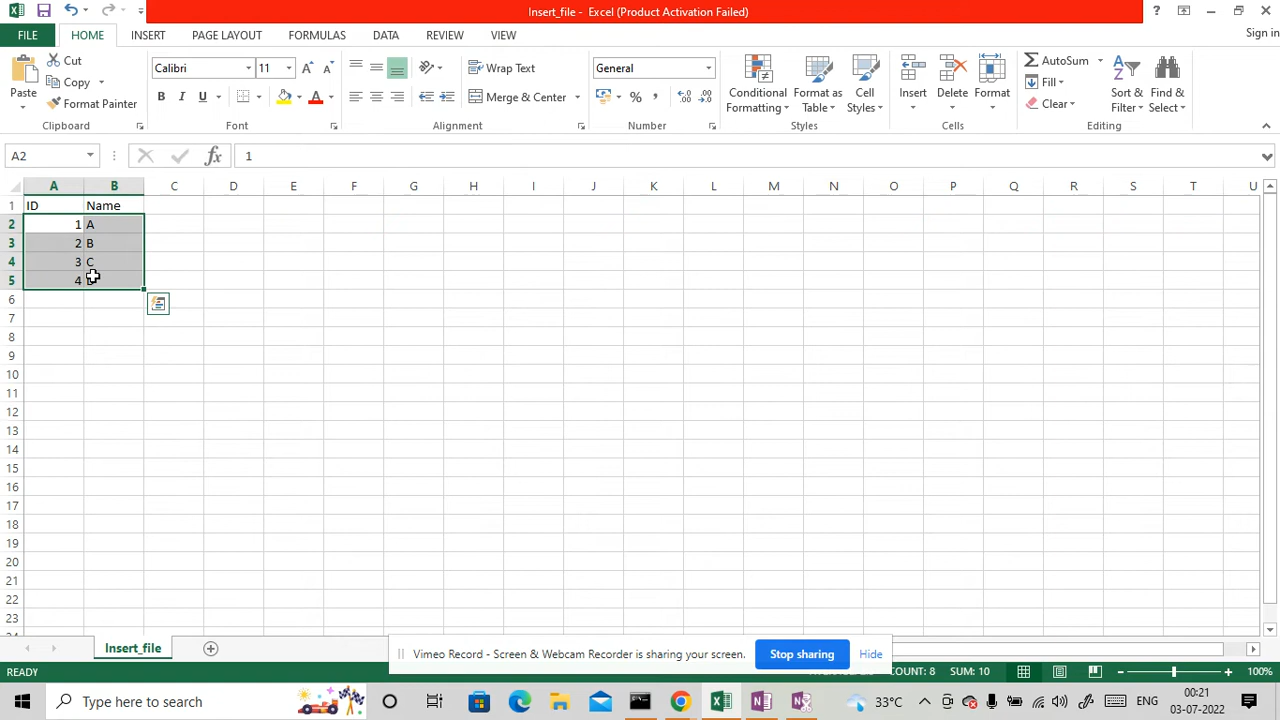 Insert_file - Excel (Product Activation Failed)
Sign in
FILE HOME INSERT PAGE LAYOUT FORMULAS DATA REVIEW VIEW
Paste
Cut
Copy
Format Painter
Clipboard
Calibri 11
B I U
Font
Wrap Text
Merge & Center
Alignment
General
Number
Conditional Formatting
Format as Table
Cell Styles
Styles
Insert
Delete
Format
Cells
AutoSum
Fill
Clear
Sort & Filter
Find & Select
Editing
A2 fx 1
A B C D E F G H I J K L M N O P Q R S T U
1 ID Name
2 1 A
3 2 B
4 3 C
5 4
6
7
8
9
10
11
12
13
14
15
16
17
18
19
20
21
22
23
Insert_file
Vimeo Record - Screen & Webcam Recorder is sharing your screen. Stop sharing Hide
READY COUNT: 8 SUM: 10 100%
Type here to search 33°C ENG 00:21
03-07-2022